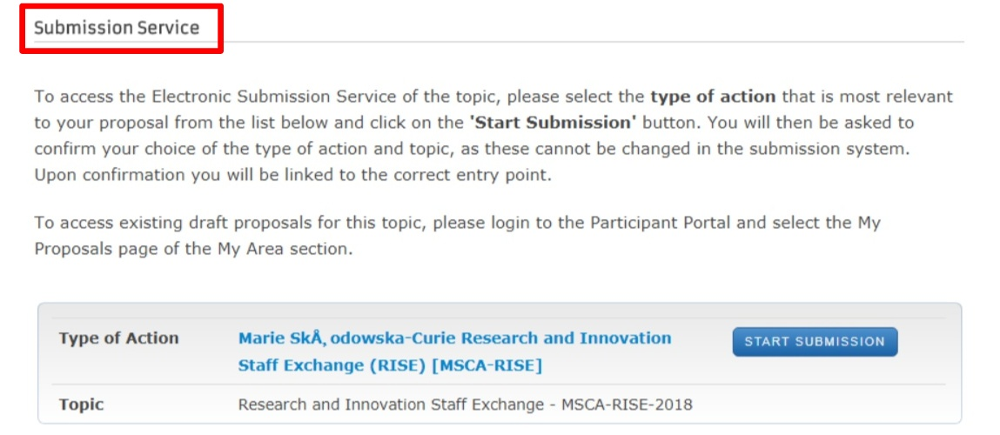 Submission Service
To access the Electronic Submission Service of the topic, please select the type of action that is most relevant
to your proposal from the list below and click on the 'Start Submission' button. You will then be asked to
confirm your choice of the type of action and topic, as these cannot be changed in the submission system.
Upon confirmation you will be linked to the correct entry point.
To access existing draft proposals for this topic, please login to the Participant Portal and select the My
Proposals page of the My Area section.
Type of Action
Marie SkÅ‚odowska-Curie Research and Innovation
Staff Exchange (RISE) [MSCA-RISE]
START SUBMISSION
Topic
Research and Innovation Staff Exchange - MSCA-RISE-2018